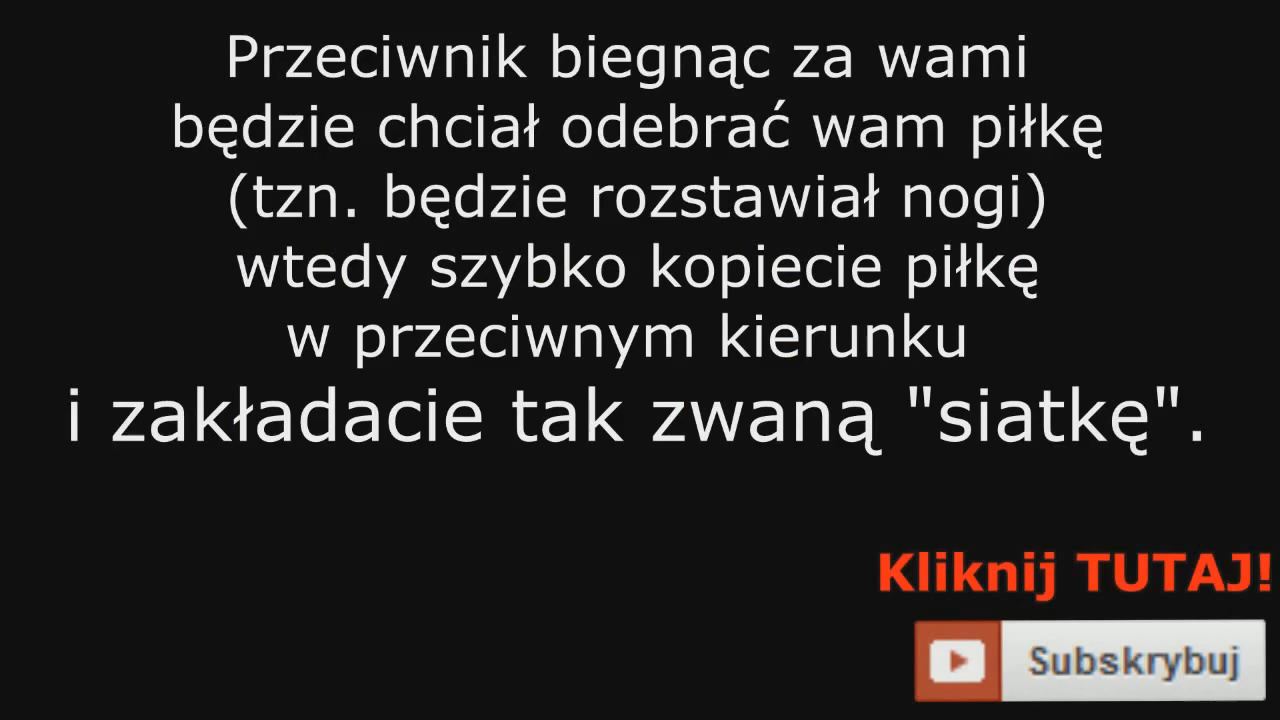 Przeciwnik biegnąc za wami
będzie chciał odebrać wam piłkę
(tzn. będzie rozstawiał nogi)
wtedy szybko kopiecie piłkę
w przeciwnym kierunku
i zakładacie tak zwaną "siatkę".
Kliknij TUTAJ!
Subskrybuj